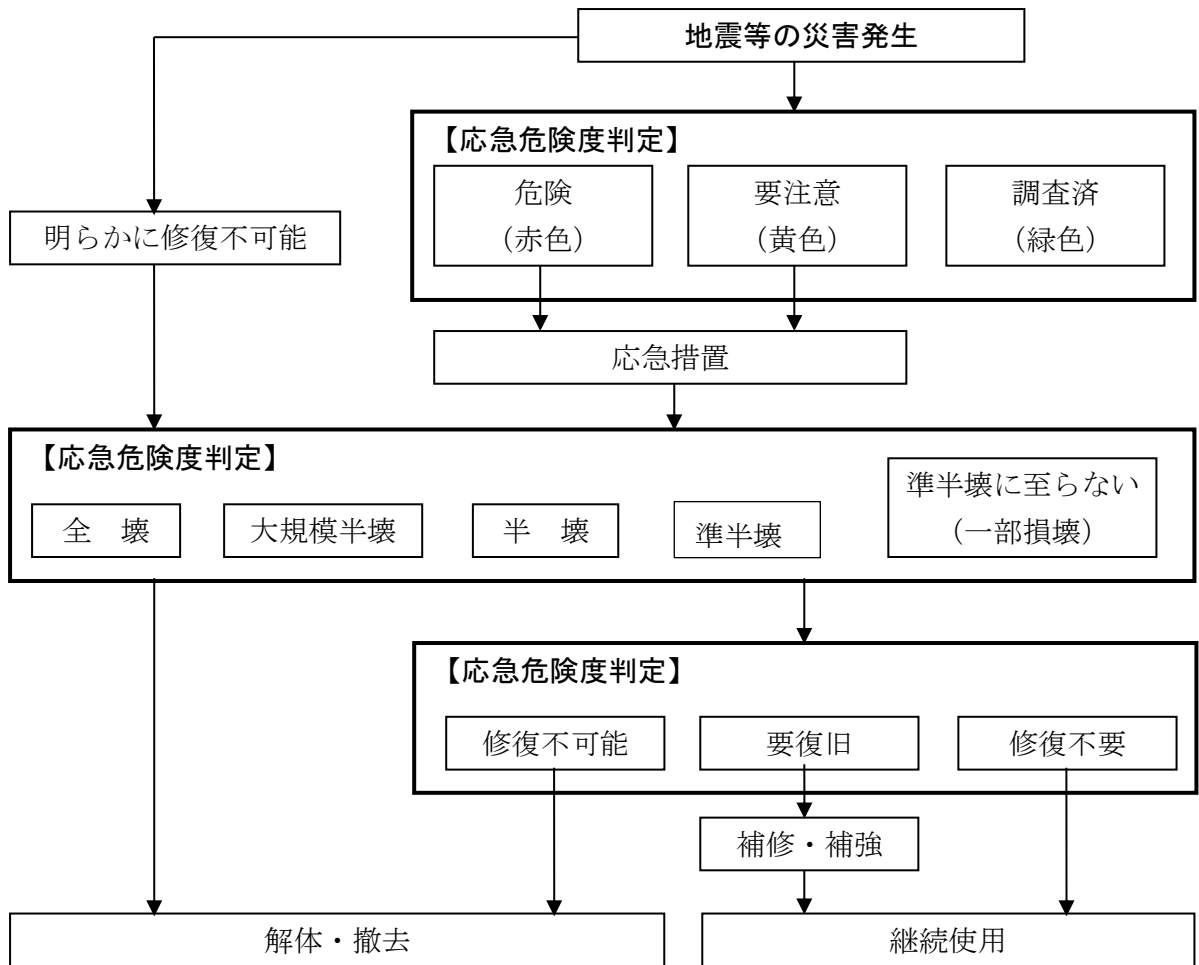 地震等の災害発生
【応急危険度判定】
危険
（赤色）
要注意
（黄色）
調査済
（緑色）
明らかに修復不可能
応急措置
【応急危険度判定】
全　壊
大規模半壊
半　壊
準半壊
準半壊に至らない
（一部損壊）
【応急危険度判定】
修復不可能
要復旧
修復不要
補修・補強
解体・撤去
継続使用